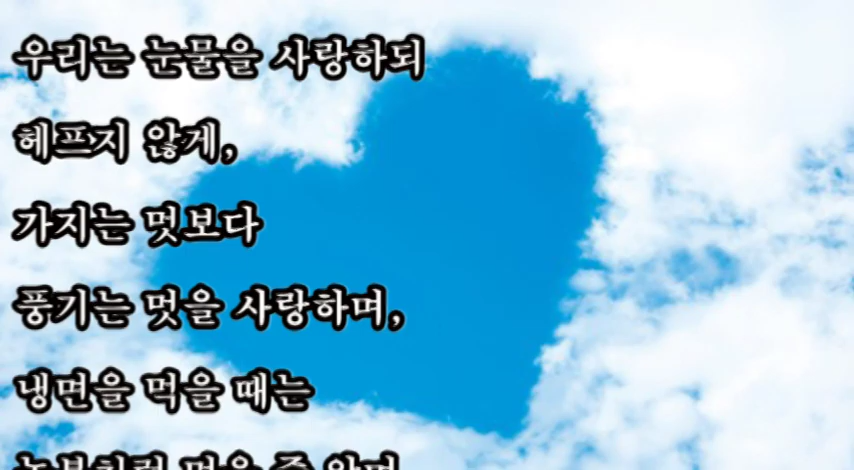 우리는 눈물을 사랑하되
헤프지 않게,
가지는 멋보다
풍기는 멋을 사랑하며,
냉면을 먹을 때는